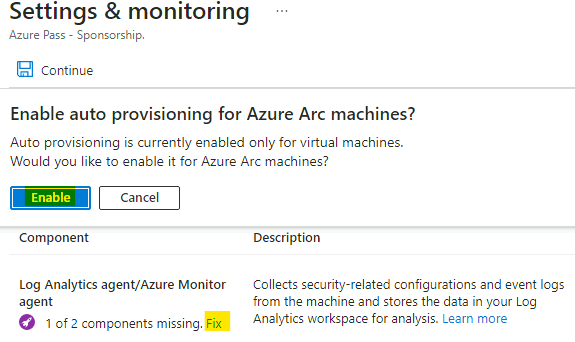 Settings & monitoring ...
Azure Pass - Sponsorship.
Continue
Enable auto provisioning for Azure Arc machines?
Auto provisioning is currently enabled only for virtual machines.
Would you like to enable it for Azure Arc machines?
Enable Cancel
Component Description
Log Analytics agent/Azure Monitor
agent
1 of 2 components missing. Fix
Collects security-related configurations and event logs
from the machine and stores the data in your Log
Analytics workspace for analysis. Learn more